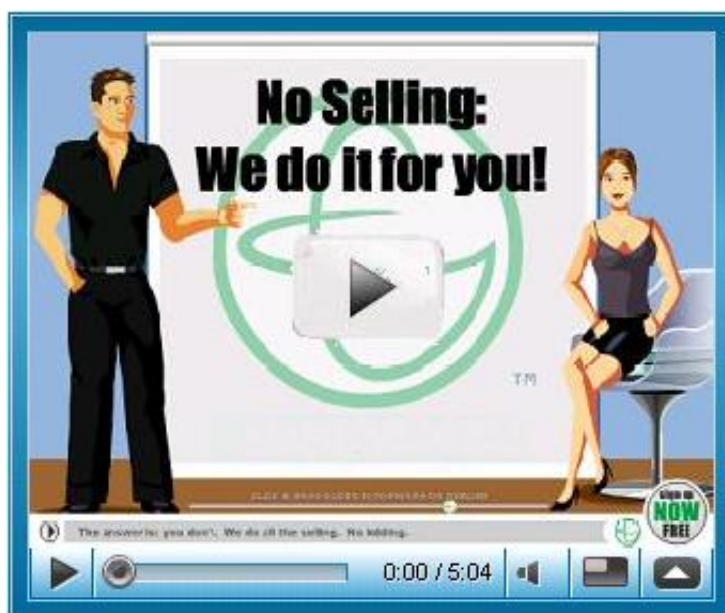 No Selling:
We do it for you!
TM
sign up
NOW
FREE
The answer is: you don't. We do all the selling. No kidding.
0:00 / 5:04